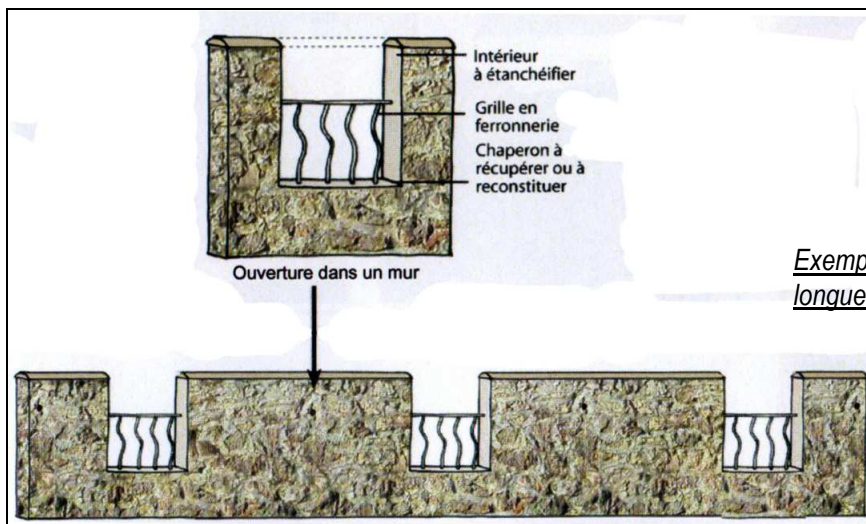 Intérieur
à étanchéifier
Grille en
ferronnerie
Chaperon à
récupérer ou à
reconstituer
Ouverture dans un mur